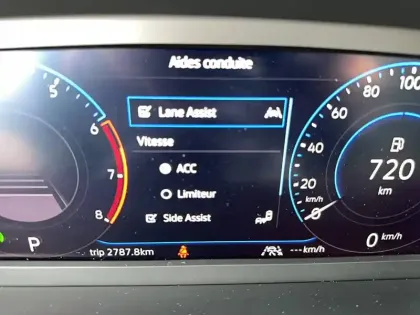 Aides conduite
Lane Assist
Vitesse
ACC
Limiteur
Side Assist
5
6
7
8
P
trip 2787.8km
100
80
60
40
20
0
km/h
720
km
0 km/h
--- km/h